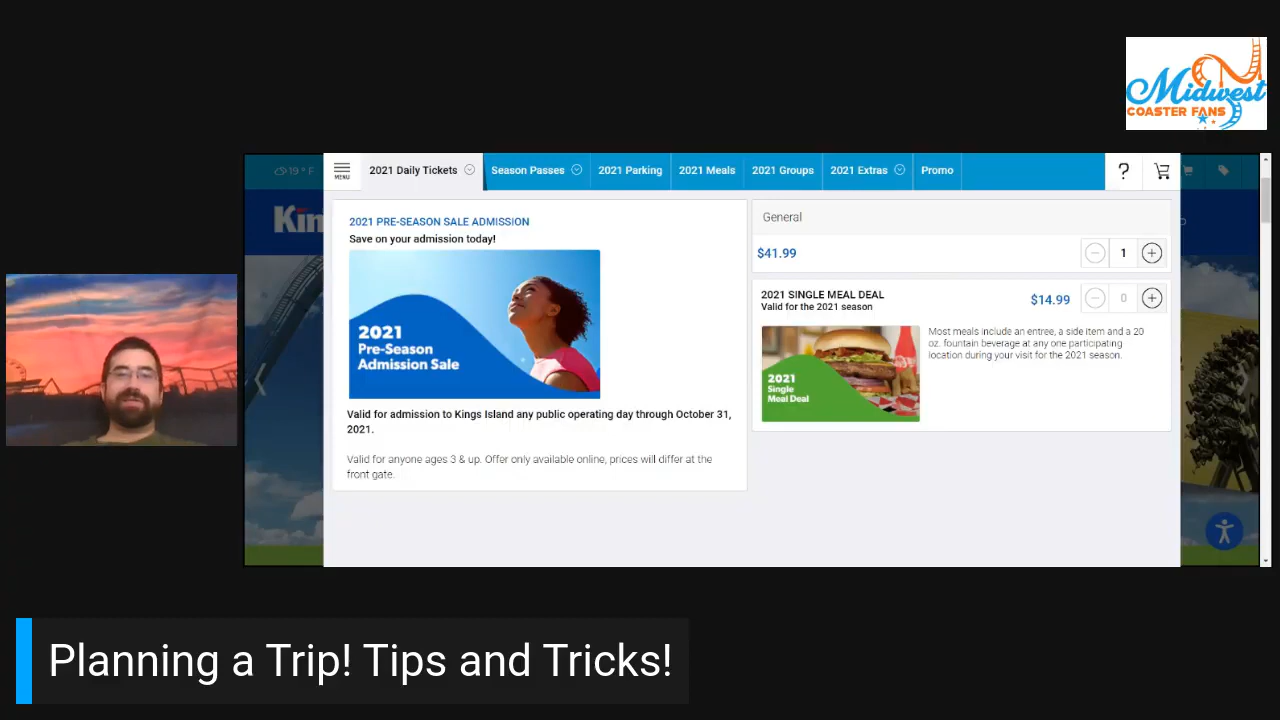 Midwest
COASTER FANS
19 ° F
MENU
2021 Daily Tickets
Season Passes
2021 Parking
2021 Meals
2021 Groups
2021 Extras
Promo
?
Kin
2021 PRE-SEASON SALE ADMISSION
Save on your admission today!
2021
Pre-Season
Admission Sale
Valid for admission to Kings Island any public operating day through October 31,
2021.
Valid for anyone ages 3 & up. Offer only available online, prices will differ at the
front gate.
General
$41.99
1
2021 SINGLE MEAL DEAL
Valid for the 2021 season
$14.99
0
2021
Single
Meal Deal
Most meals include an entree, a side item and a 20
oz. fountain beverage at any one participating
location during your visit for the 2021 season.
Planning a Trip! Tips and Tricks!